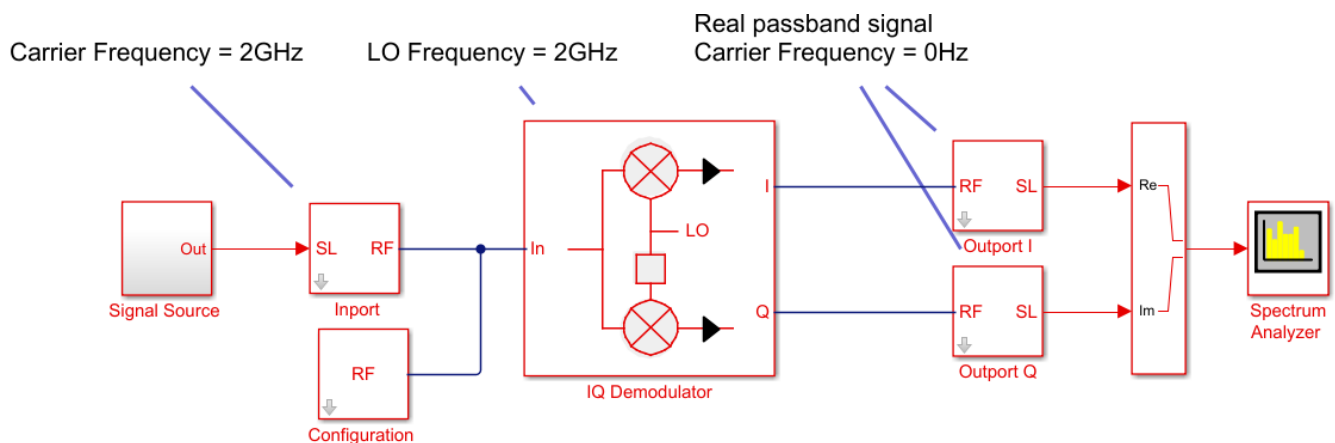 Real passband signal
Carrier Frequency = 2GHz
LO Frequency = 2GHz
Carrier Frequency = 0Hz
Out
Signal Source
SL
RF
Inport
RF
Configuration
In
LO
I
Q
IQ Demodulator
RF
SL
Outport I
RF
SL
Outport Q
Re
Im
Spectrum
Analyzer